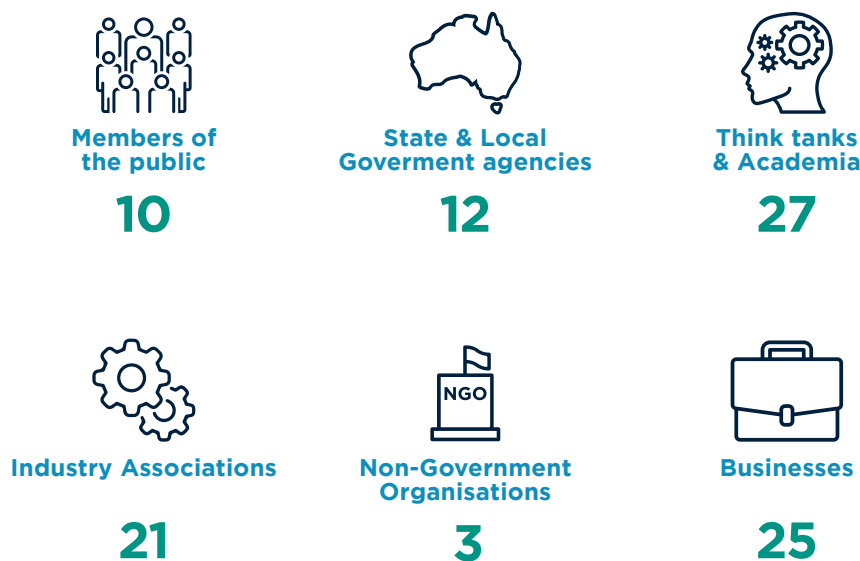 Members of
the public
10
State & Local
Goverment agencies
12
Think tanks
& Academia
27
Industry Associations
21
NGO
Non-Government
Organisations
3
Businesses
25